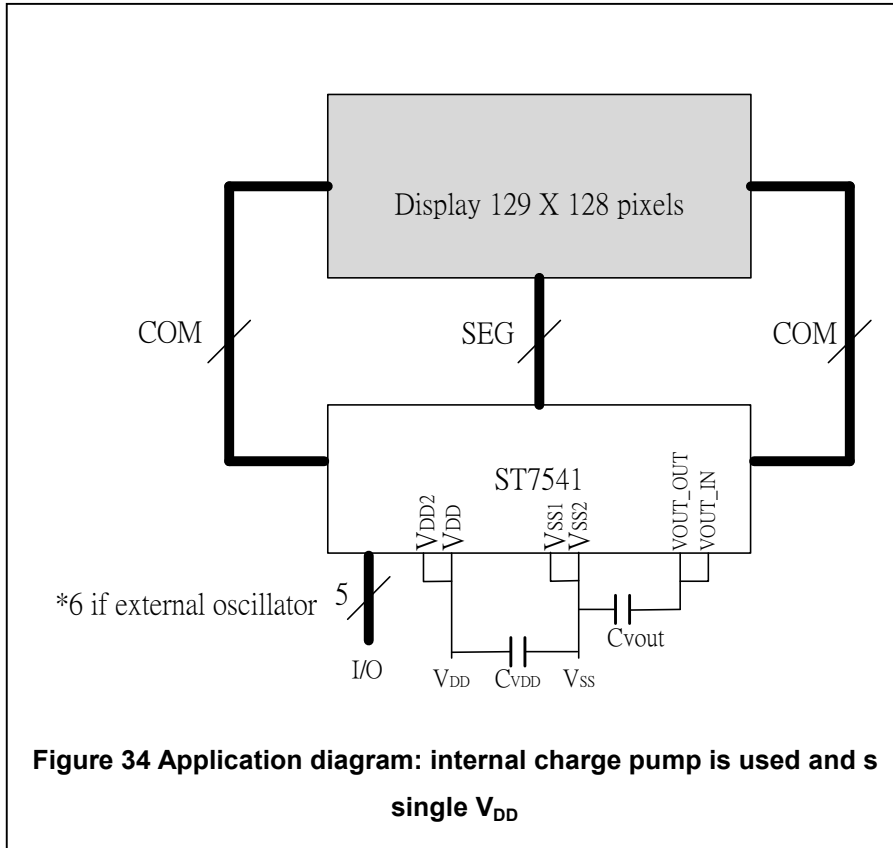 Display 129 X 128 pixels
COM
SEG
COM
ST7541
VDD2
VDD
VSS1
VSS2
VOUT_OUT
VOUT_IN
*6 if external oscillator
5
I/O
VDD
CVDD
VSS
Cvout
Figure 34 Application diagram: internal charge pump is used and s
single VDD